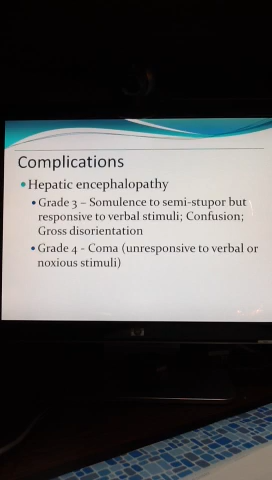 Complications
Hepatic encephalopathy
Grade 3 – Somulence to semi-stupor but
responsive to verbal stimuli; Confusion;
Gross disorientation
Grade 4 - Coma (unresponsive to verbal or
noxious stimuli)
hp